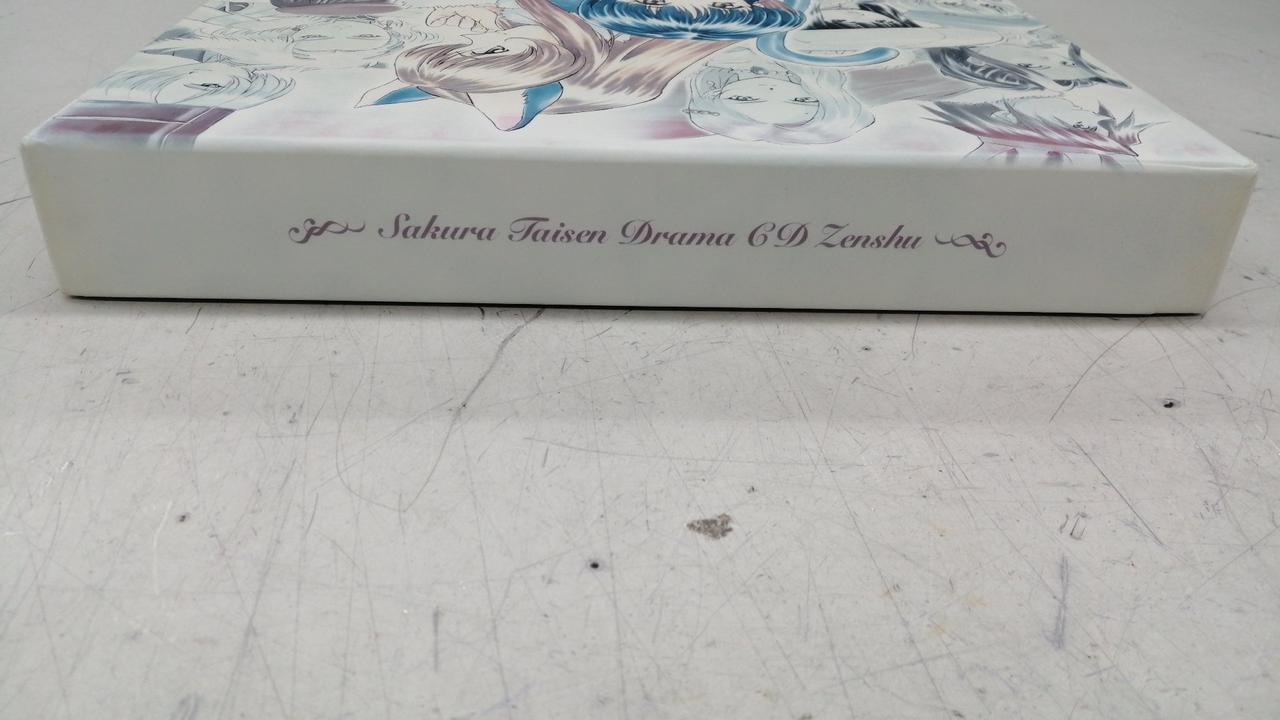 Sakura Taisen Drama CD Zenshu